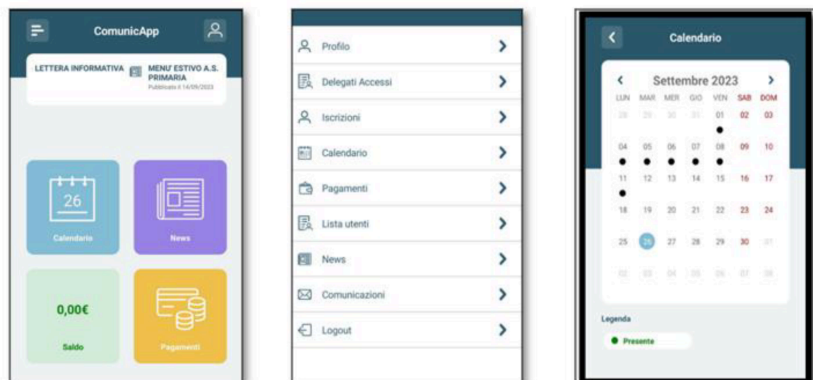 ComunicApp
LETTERA INFORMATIVA
MENU' ESTIVO A.S.
PRIMARIA
Pubblicato il 14/09/2023
26
Calendario
News
0,00€
Saldo
Pagamenti
Profilo
Delegati Accessi
Iscrizioni
Calendario
Pagamenti
Lista utenti
News
Comunicazioni
Logout
Calendario
Settembre 2023
LUN MAR MER GIO VEN SAB DOM
28 29 30 31 01 02 03
04 05 06 07 08 09 10
11 12 13 14 15 16 17
18 19 20 21 22 23 24
25 26 27 28 29 30 01
02 03 04 05 06 07 08
Legenda
Presente